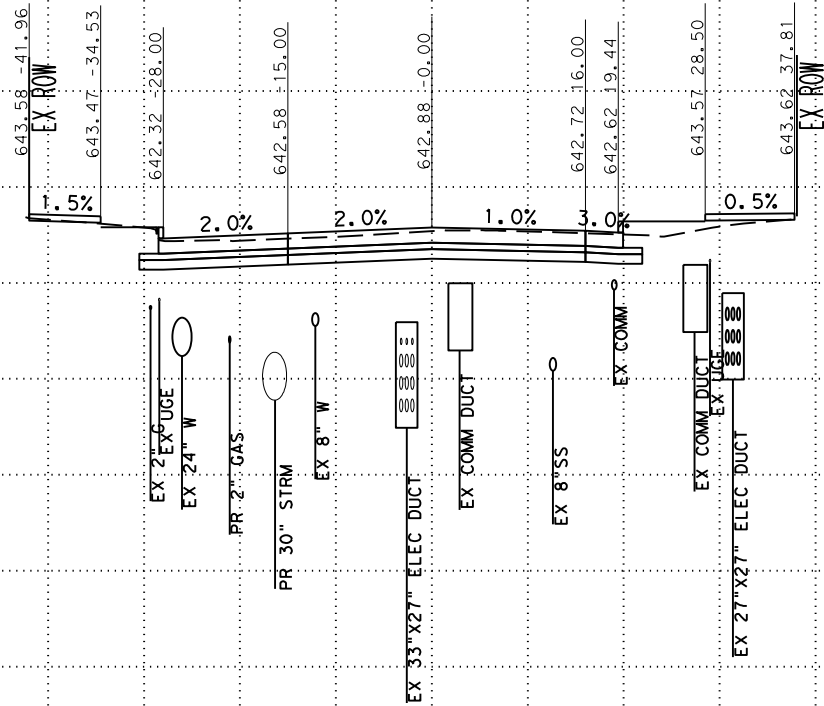 643.58 -41.96
EX ROW
643.47 -34.53
642.32 -28.00
642.58 -15.00
642.88 -0.00
642.72 16.00
642.62 19.44
643.57 28.50
643.62 37.81
EX ROW
1.5%
2.0%
2.0%
1.0%
3.0%
0.5%
EX 2" G
EX UGE
EX 24" W
PR 2" GAS
PR 30" STRM
EX 8" W
EX 33"X27" ELEC DUCT
EX COMM DUCT
EX 8"SS
EX COMM
EX COMM DUCT
EX UGE
EX 27"X27" ELEC DUCT